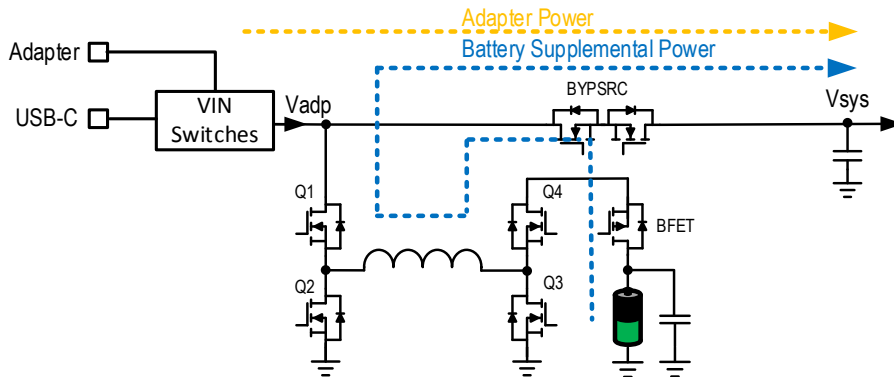 Adapter Power
Adapter
Battery Supplemental Power
BYPSRC
USB-C
VIN
Switches
Vadp
Vsys
Q1
Q4
BFET
Q2
Q3